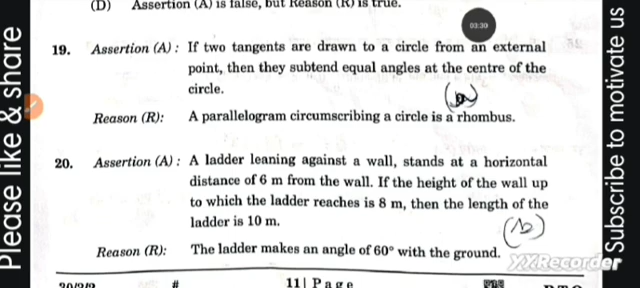 (D) Assertion (A) is false, but Reason (R) is true.
03:30
19. Assertion (A) : If two tangents are drawn to a circle from an external
point, then they subtend equal angles at the centre of the
circle.
Reason (R): A parallelogram circumscribing a circle is a rhombus.
20. Assertion (A) : A ladder leaning against a wall, stands at a horizontal
distance of 6 m from the wall. If the height of the wall up
to which the ladder reaches is 8 m, then the length of the
ladder is 10 m.
Reason (R): The ladder makes an angle of 60° with the ground.
# 11| Page
Please like & share
Subscribe to motivate us
XXRecorder